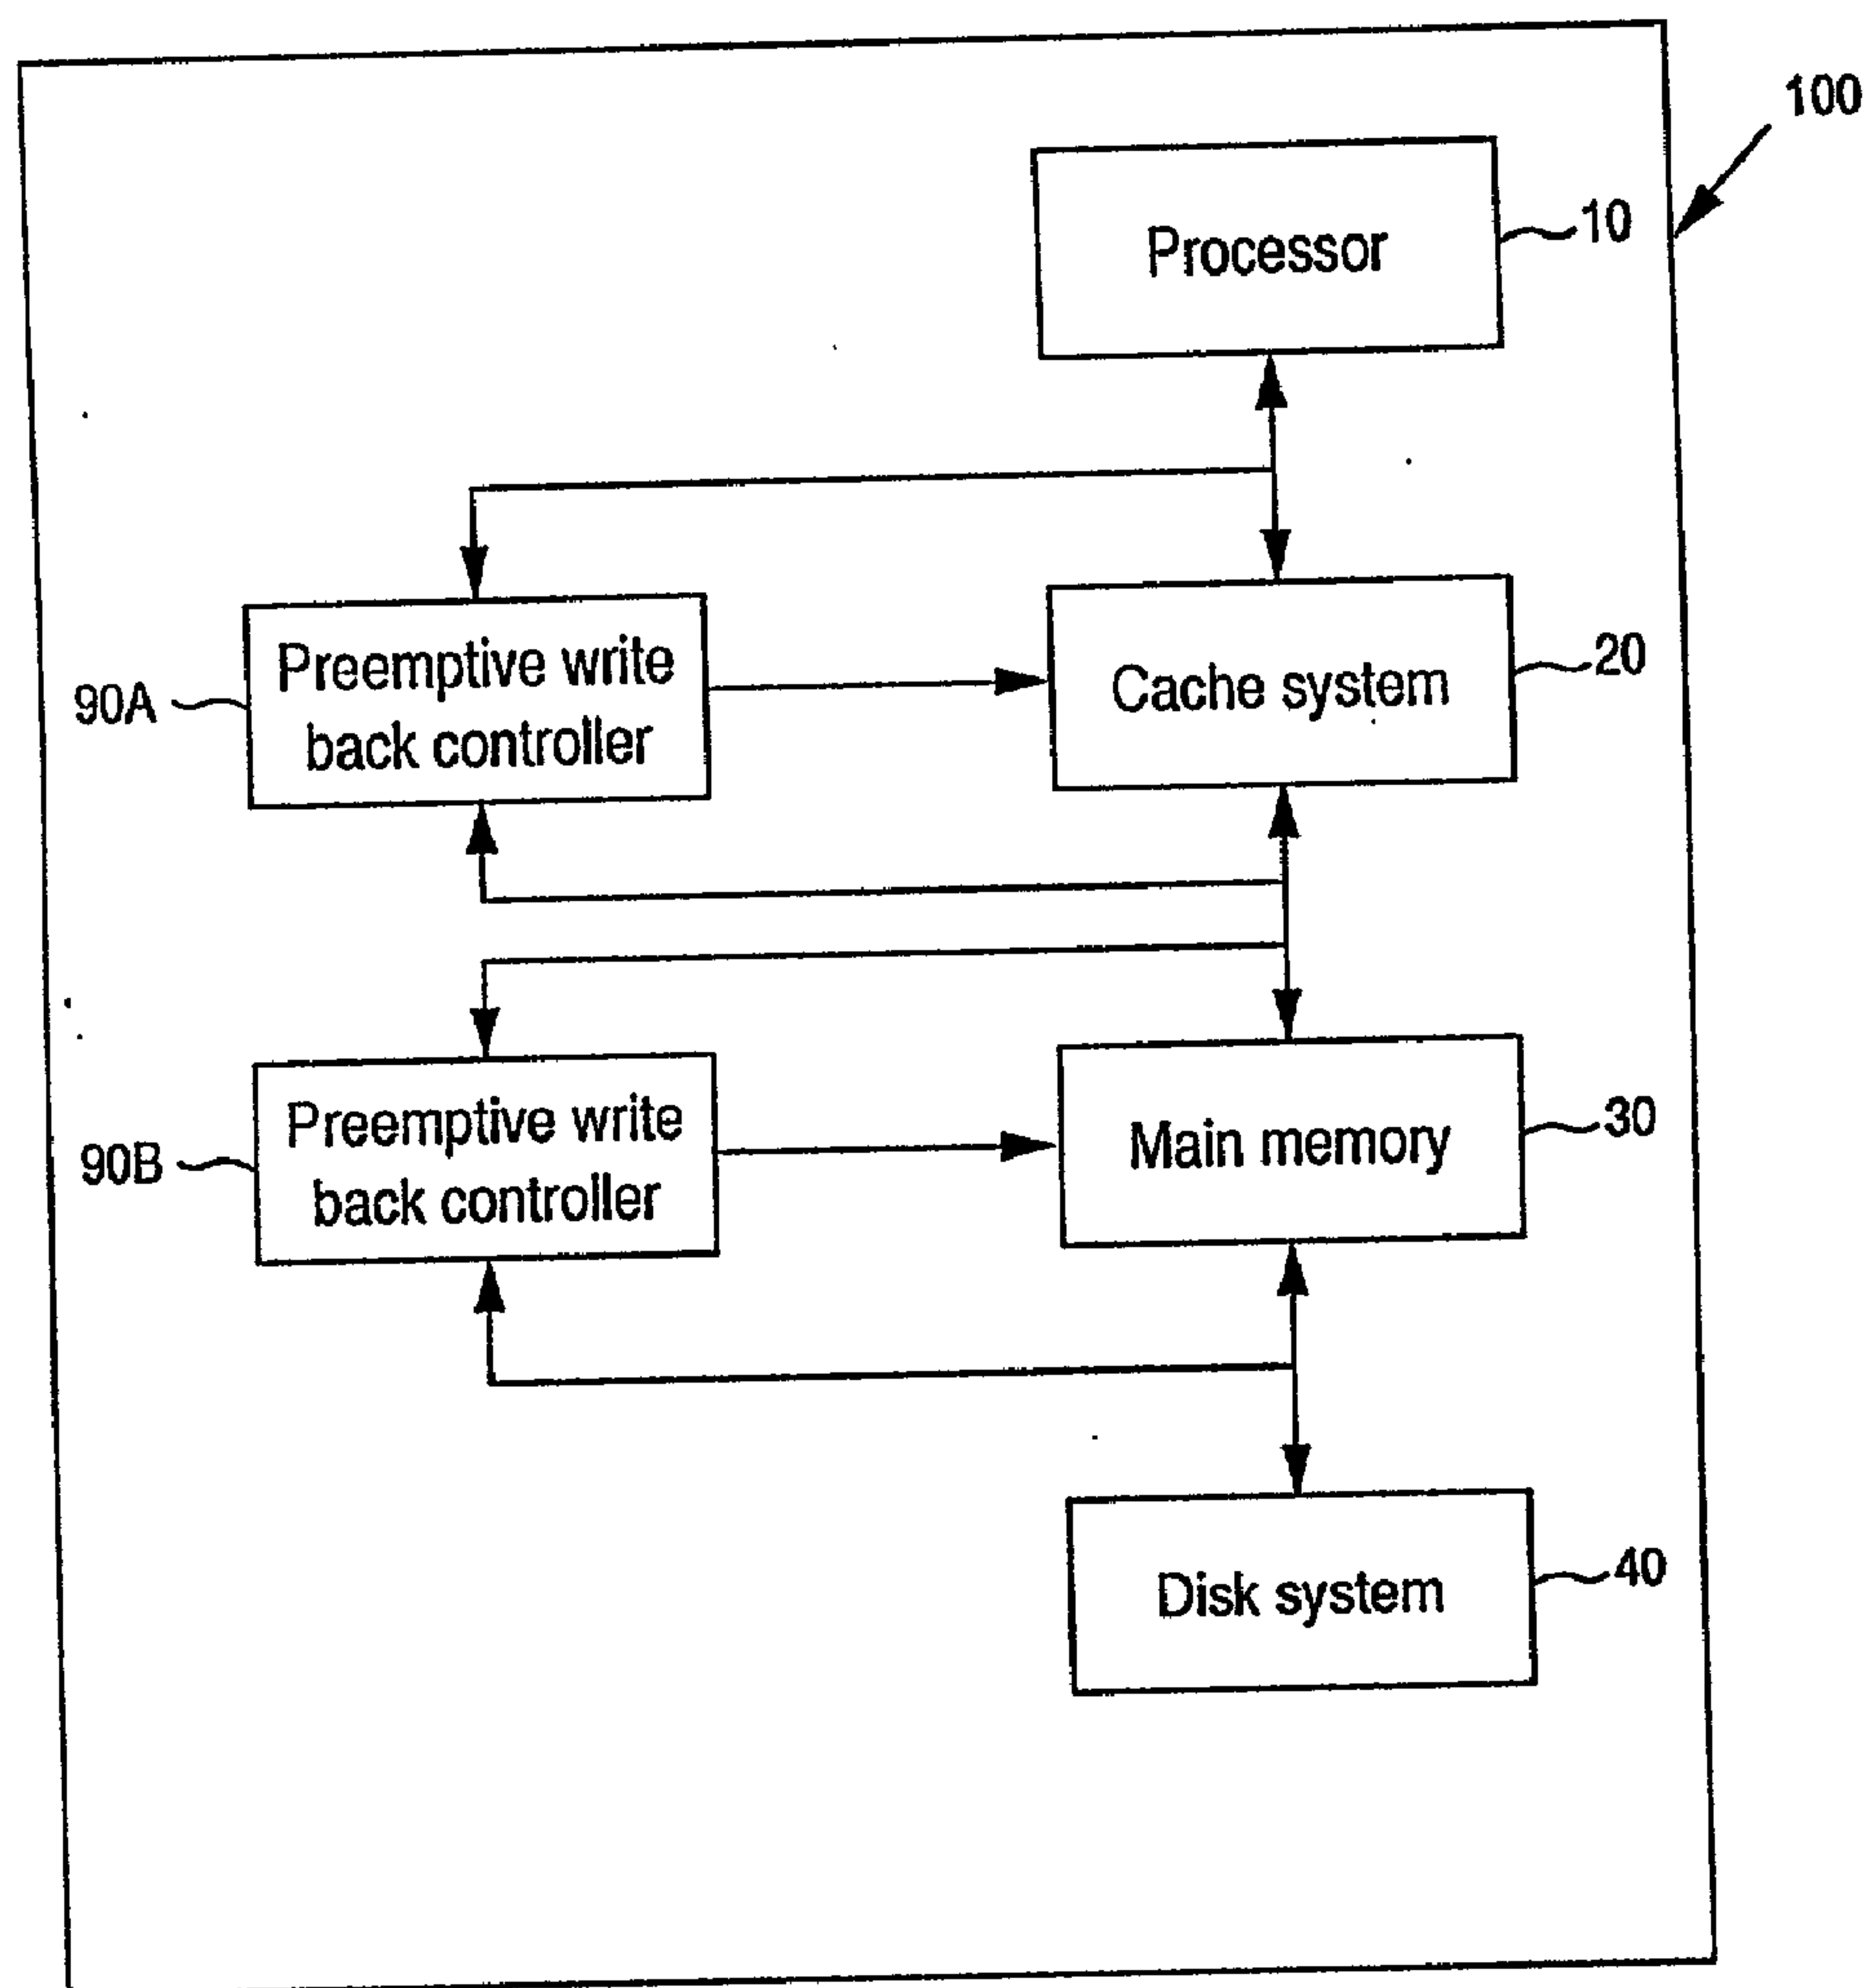 100
Processor
10
Preemptive write
back controller
90A
Cache system
20
Preemptive write
back controller
90B
Main memory
30
Disk system
40